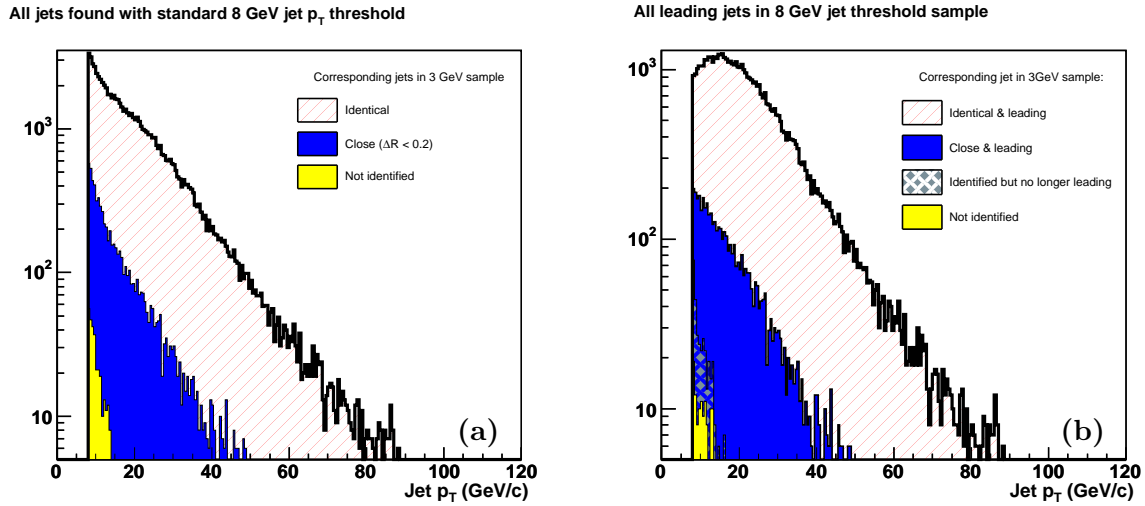 All jets found with standard 8 GeV jet p_T threshold
Corresponding jets in 3 GeV sample
Identical
Close (ΔR < 0.2)
Not identified
10^3
10^2
10
(a)
0 20 40 60 80 100 120
Jet p_T (GeV/c)
All leading jets in 8 GeV jet threshold sample
Corresponding jet in 3GeV sample:
Identical & leading
Close & leading
Identified but no longer leading
Not identified
10^3
10^2
10
(b)
0 20 40 60 80 100 120
Jet p_T (GeV/c)